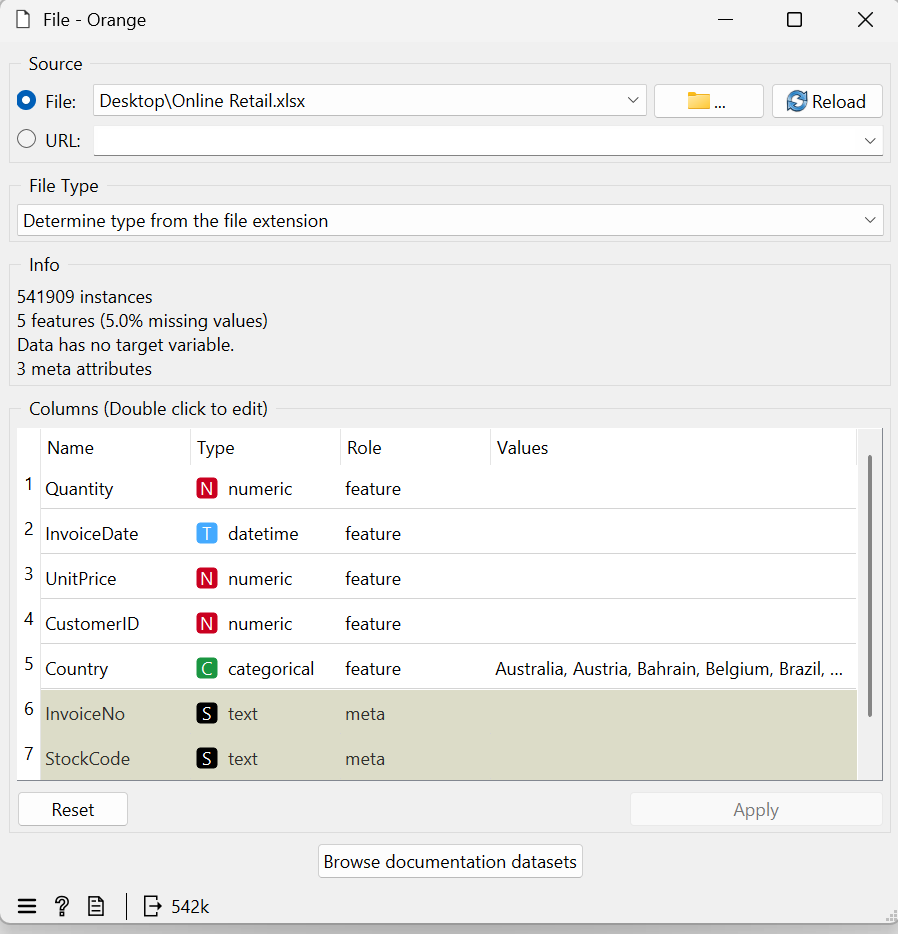 File - Orange
Source
File: Desktop\Online Retail.xlsx ... Reload
URL:
File Type
Determine type from the file extension
Info
541909 instances
5 features (5.0% missing values)
Data has no target variable.
3 meta attributes
Columns (Double click to edit)
Name Type Role Values
1 Quantity N numeric feature
2 InvoiceDate T datetime feature
3 UnitPrice N numeric feature
4 CustomerID N numeric feature
5 Country C categorical feature Australia, Austria, Bahrain, Belgium, Brazil, ...
6 InvoiceNo S text meta
7 StockCode S text meta
Reset Apply
Browse documentation datasets
? 542k